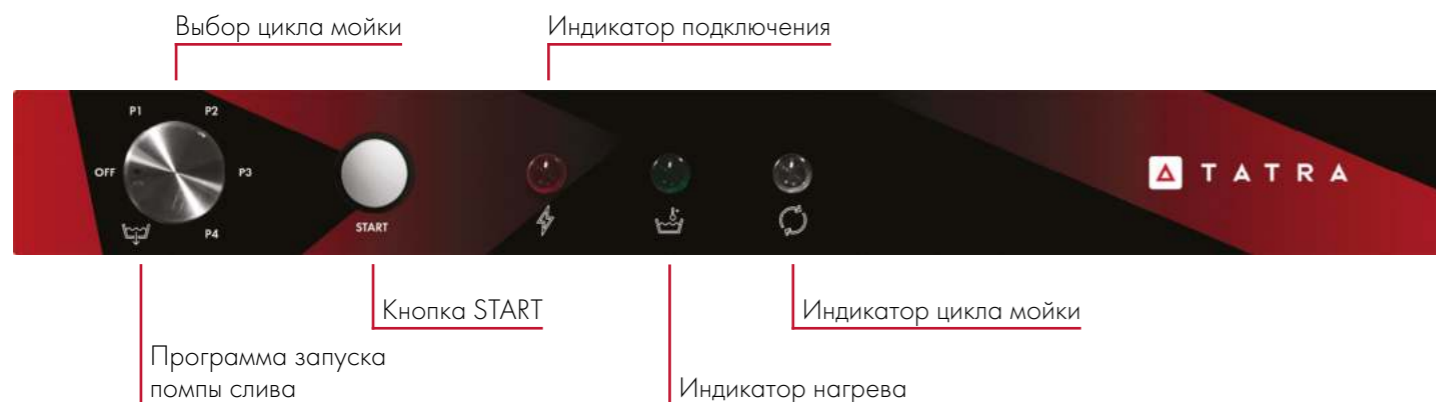 Выбор цикла мойки
Индикатор подключения
P1
P2
OFF
P3
P4
START
TATRA
Кнопка START
Индикатор цикла мойки
Программа запуска
помпы слива
Индикатор нагрева